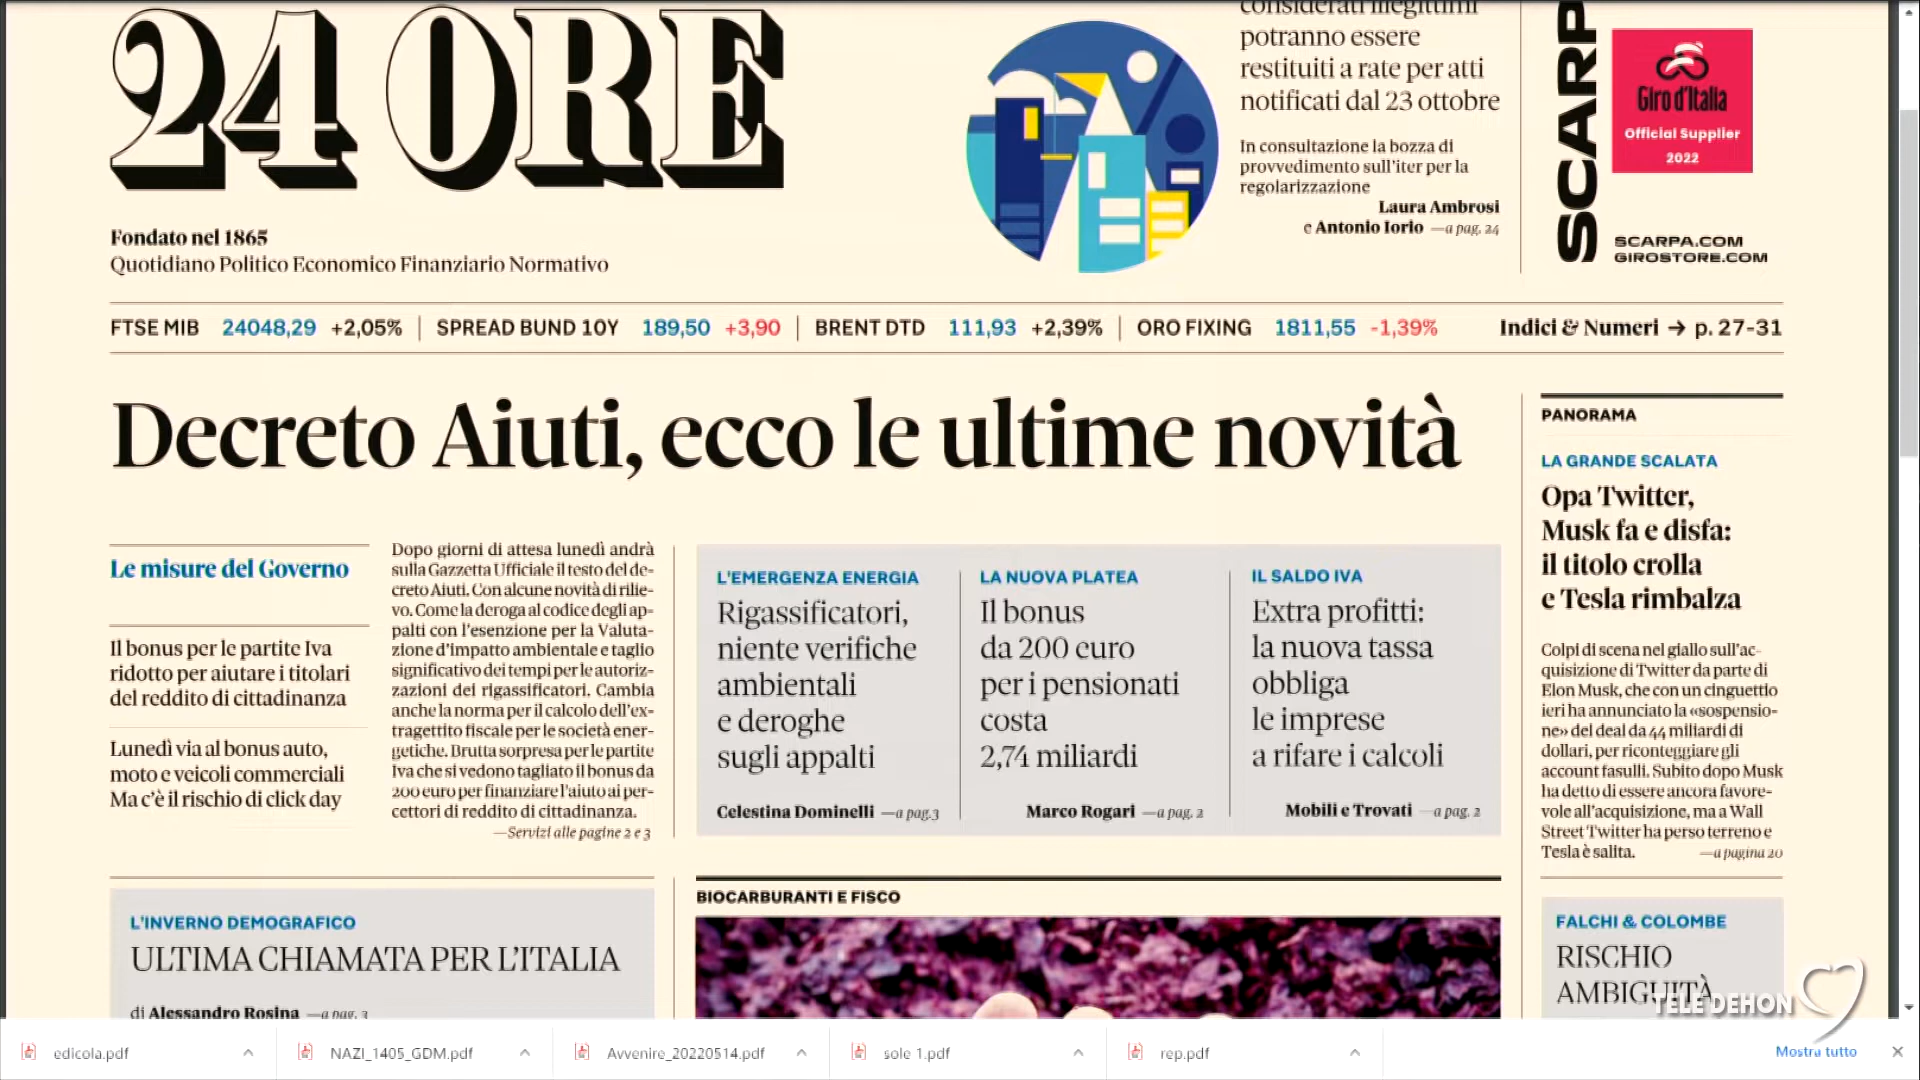 24 ORE
Fondato nel 1865
Quotidiano Politico Economico Finanziario Normativo
considerati illegittimi
potranno essere
restituiti a rate per atti
notificati dal 23 ottobre
In consultazione la bozza di
provvedimento sull'iter per la
regolarizzazione
Laura Ambrosi
e Antonio Iorio —a pag. 24
SCARP
Giro d'Italia
Official Supplier
2022
SCARPA.COM
GIROSTORE.COM
FTSE MIB 24048,29 +2,05% | SPREAD BUND 10Y 189,50 +3,90 | BRENT DTD 111,93 +2,39% | ORO FIXING 1811,55 -1,39% Indici & Numeri → p. 27-31
Decreto Aiuti, ecco le ultime novità
Le misure del Governo
Il bonus per le partite Iva
ridotto per aiutare i titolari
del reddito di cittadinanza
Lunedì via al bonus auto,
moto e veicoli commerciali
Ma c'è il rischio di click day
Dopo giorni di attesa lunedì andrà
sulla Gazzetta Ufficiale il testo del de-
creto Aiuti. Con alcune novità di rilie-
vo. Come la deroga al codice degli ap-
palti con l'esenzione per la Valuta-
zione d'impatto ambientale e taglio
significativo dei tempi per le autoriz-
zazioni dei rigassificatori. Cambia
anche la norma per il calcolo dell'ex-
tragettito fiscale per le società ener-
getiche. Brutta sorpresa per le partite
Iva che si vedono tagliato il bonus da
200 euro per finanziare l'aiuto ai per-
cettori di reddito di cittadinanza.
—Servizi alle pagine 2 e 3
L'EMERGENZA ENERGIA
Rigassificatori,
niente verifiche
ambientali
e deroghe
sugli appalti
Celestina Dominelli —a pag.3
LA NUOVA PLATEA
Il bonus
da 200 euro
per i pensionati
costa
2,74 miliardi
Marco Rogari —a pag. 2
IL SALDO IVA
Extra profitti:
la nuova tassa
obbliga
le imprese
a rifare i calcoli
Mobili e Trovati —a pag. 2
PANORAMA
LA GRANDE SCALATA
Opa Twitter,
Musk fa e disfa:
il titolo crolla
e Tesla rimbalza
Colpi di scena nel giallo sull'ac-
quisizione di Twitter da parte di
Elon Musk, che con un cinguettio
ieri ha annunciato la «sospensio-
ne» del deal da 44 miliardi di
dollari, per riconteggiare gli
account fasulli. Subito dopo Musk
ha detto di essere ancora favore-
vole all'acquisizione, ma a Wall
Street Twitter ha perso terreno e
Tesla è salita. —a pagina 20
L'INVERNO DEMOGRAFICO
ULTIMA CHIAMATA PER L'ITALIA
di Alessandro Rosina —a pag. 3
BIOCARBURANTI E FISCO
FALCHI & COLOMBE
RISCHIO
AMBIGUITÀ
TELE DEHON
edicola.pdf
NAZI_1405_GDM.pdf
Avvenire_20220514.pdf
sole 1.pdf
rep.pdf
Mostra tutto